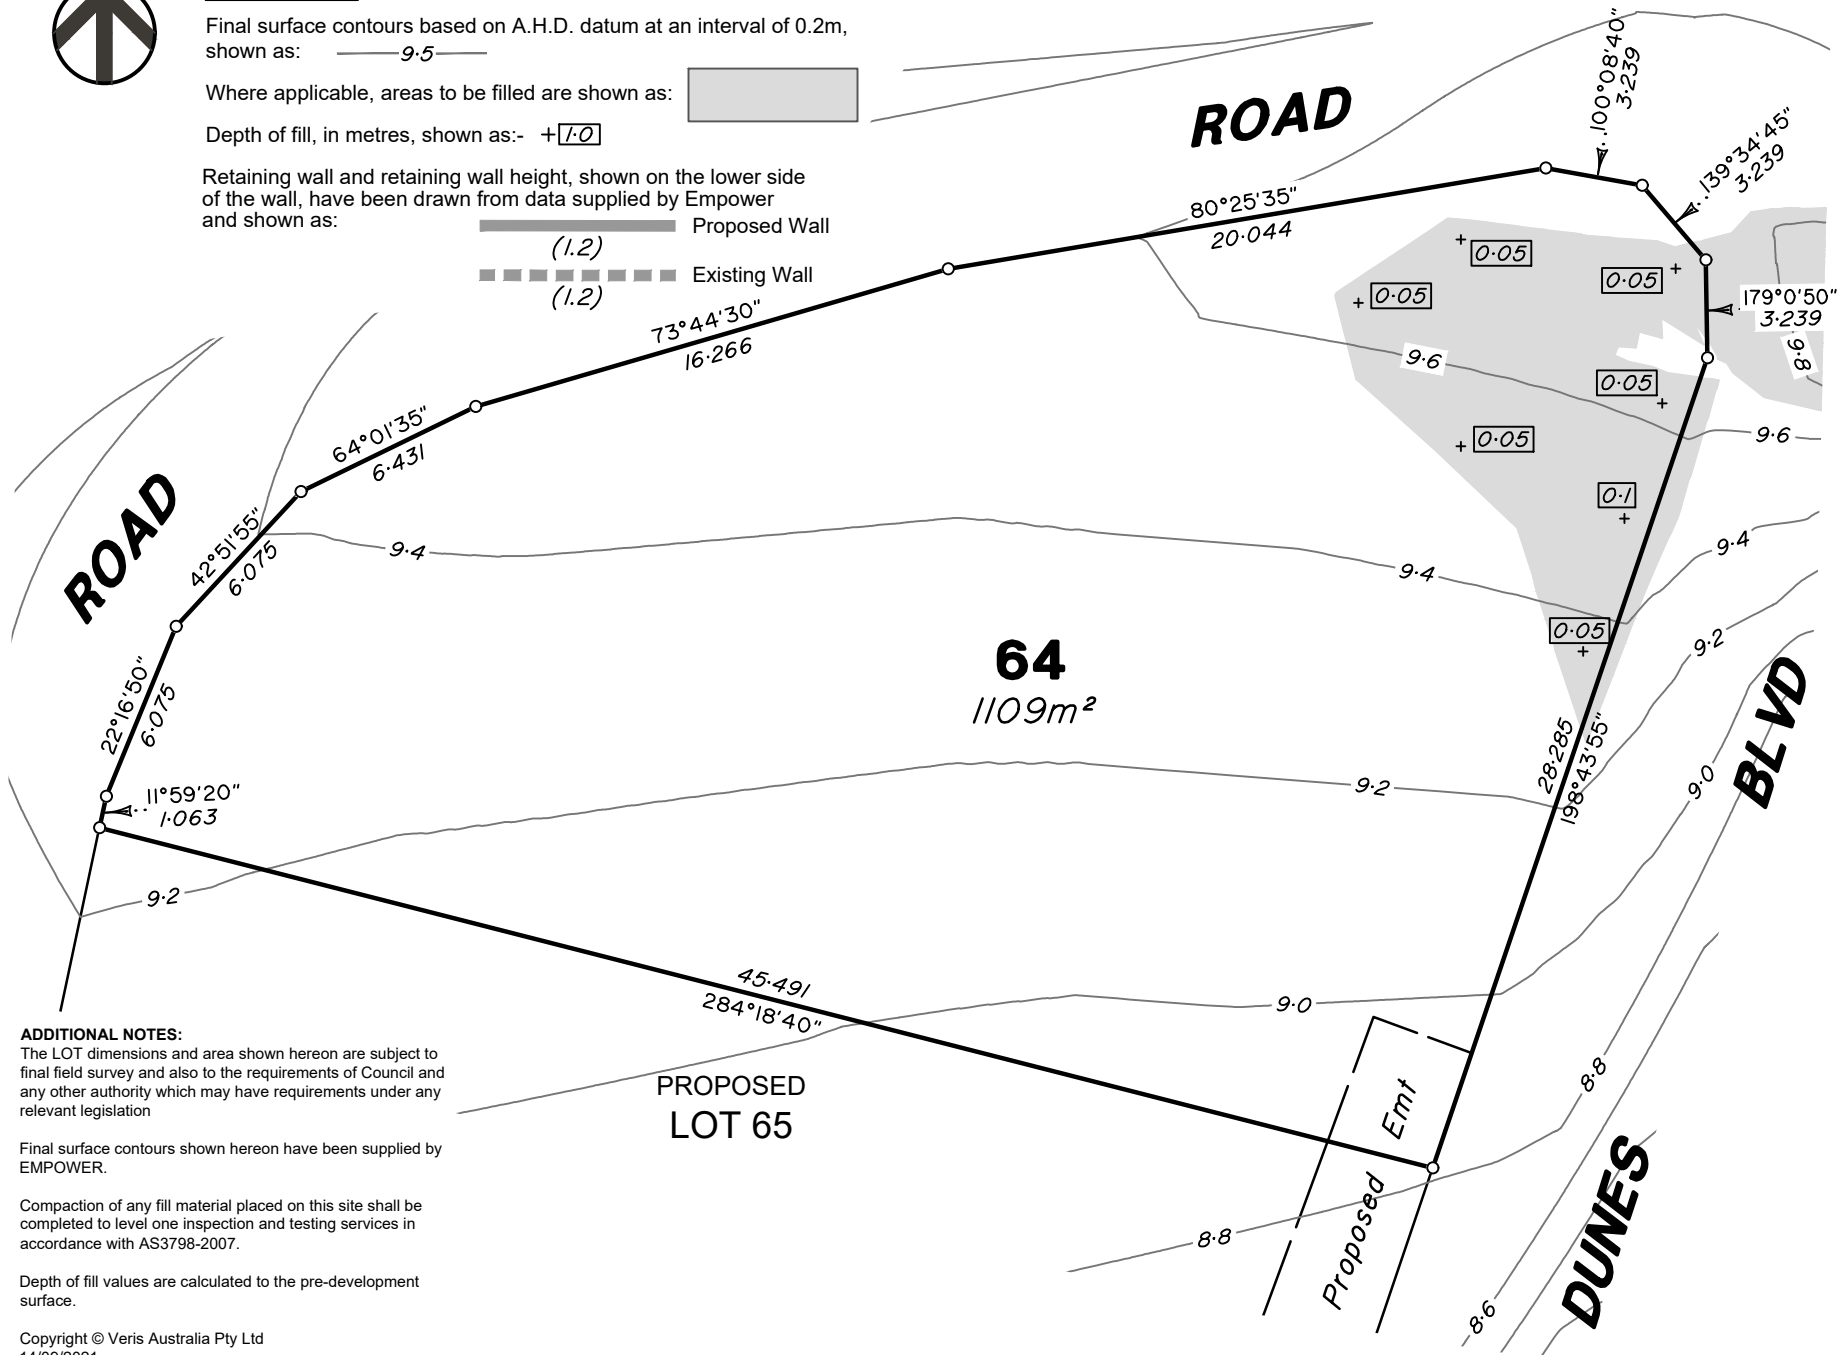 Final surface contours based on A.H.D. datum at an interval of 0.2m,
shown as: 9·5
Where applicable, areas to be filled are shown as:
Depth of fill, in metres, shown as:- + 1·0
Retaining wall and retaining wall height, shown on the lower side
of the wall, have been drawn from data supplied by Empower
and shown as:
Proposed Wall
(1.2)
Existing Wall
(1.2)
ROAD
100°08'40"
3·239
139°34'45"
3·239
179°0'50"
3·239
80°25'35"
20·044
73°44'30"
16·266
64°01'35"
6·431
42°51'55"
6·075
22°16'50"
6·075
11°59'20"
1·063
ROAD
0·05
0·05
0·05
0·05
0·05
0·1
0·05
9·8
9·6
9·6
9·4
9·4
9·4
9·2
9·2
9·2
9·0
9·0
8·8
8·8
8·6
64
1109m²
28·285
198°43'55"
45·491
284°18'40"
PROPOSED
LOT 65
Proposed Emt
DUNES BLVD
ADDITIONAL NOTES:
The LOT dimensions and area shown hereon are subject to
final field survey and also to the requirements of Council and
any other authority which may have requirements under any
relevant legislation
Final surface contours shown hereon have been supplied by
EMPOWER.
Compaction of any fill material placed on this site shall be
completed to level one inspection and testing services in
accordance with AS3798-2007.
Depth of fill values are calculated to the pre-development
surface.
Copyright © Veris Australia Pty Ltd